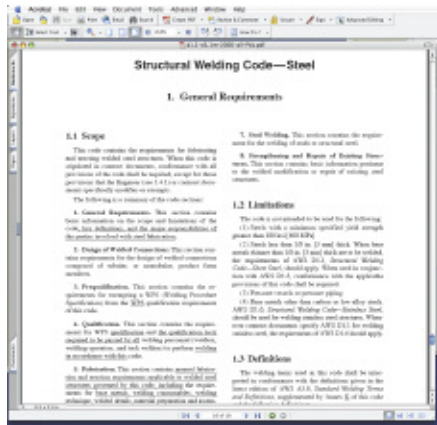 Acrobat File Edit View Document Tools Advanced Window Help
Structural Welding Code—Steel
1. General Requirements
1.1 Scope
This code contains the requirements for fabricating
and erecting welded steel structures. When this code is
stipulated in contract documents, conformance with all
provisions of the code shall be required, except for those
provisions that the Engineer (see 1.4.1) or contract docu-
ments specifically modifies or exempts.
The following is a summary of the code sections:
1. General Requirements. This section contains
basic information on the scope and limitations of the
code, key definitions, and the major responsibilities of
the parties involved with steel fabrication.
2. Design of Welded Connections. This section con-
tains requirements for the design of welded connections
composed of tubular, or nontubular, product form
members.
3. Prequalification. This section contains the re-
quirements for exempting a WPS (Welding Procedure
Specification) from the WPS qualification requirements
of this code.
4. Qualification. This section contains the require-
ments for WPS qualification and the qualification tests
required to be passed by all welding personnel (welders,
welding operators, and tack welders) to perform welding
in accordance with this code.
5. Fabrication. This section contains general fabrica-
tion and erection requirements applicable to welded steel
structures governed by this code, including the require-
ments for base metals, welding consumables, welding
technique, welded details, material preparation and assem-
7. Stud Welding. This section contains the require-
ment for the welding of studs to structural steel.
8. Strengthening and Repair of Existing Struc-
tures. This section contains basic information pertinent
to the welded modification or repair of existing steel
structures.
1.2 Limitations
The code is not intended to be used for the following:
(1) Steels with a minimum specified yield strength
greater than 100 ksi [690 MPa]
(2) Steels less than 1/8 in. [3 mm] thick. When base
metals thinner than 1/8 in. [3 mm] thick are to be welded,
the requirements of AWS D1.3, Structural Welding
Code—Sheet Steel, should apply. When used in conjunc-
tion with AWS D1.3, conformance with the applicable
provisions of this code shall be required.
(3) Pressure vessels or pressure piping
(4) Base metals other than carbon or low-alloy steels.
AWS D1.6, Structural Welding Code—Stainless Steel,
should be used for welding stainless steel structures. When-
ever contract documents specify AWS D1.1 for welding
stainless steel, the requirements of AWS D1.6 should apply.
1.3 Definitions
The welding terms used in this code shall be inter-
preted in conformance with the definitions given in the
latest edition of AWS A3.0, Standard Welding Terms
and Definitions, supplemented by Annex B of this code